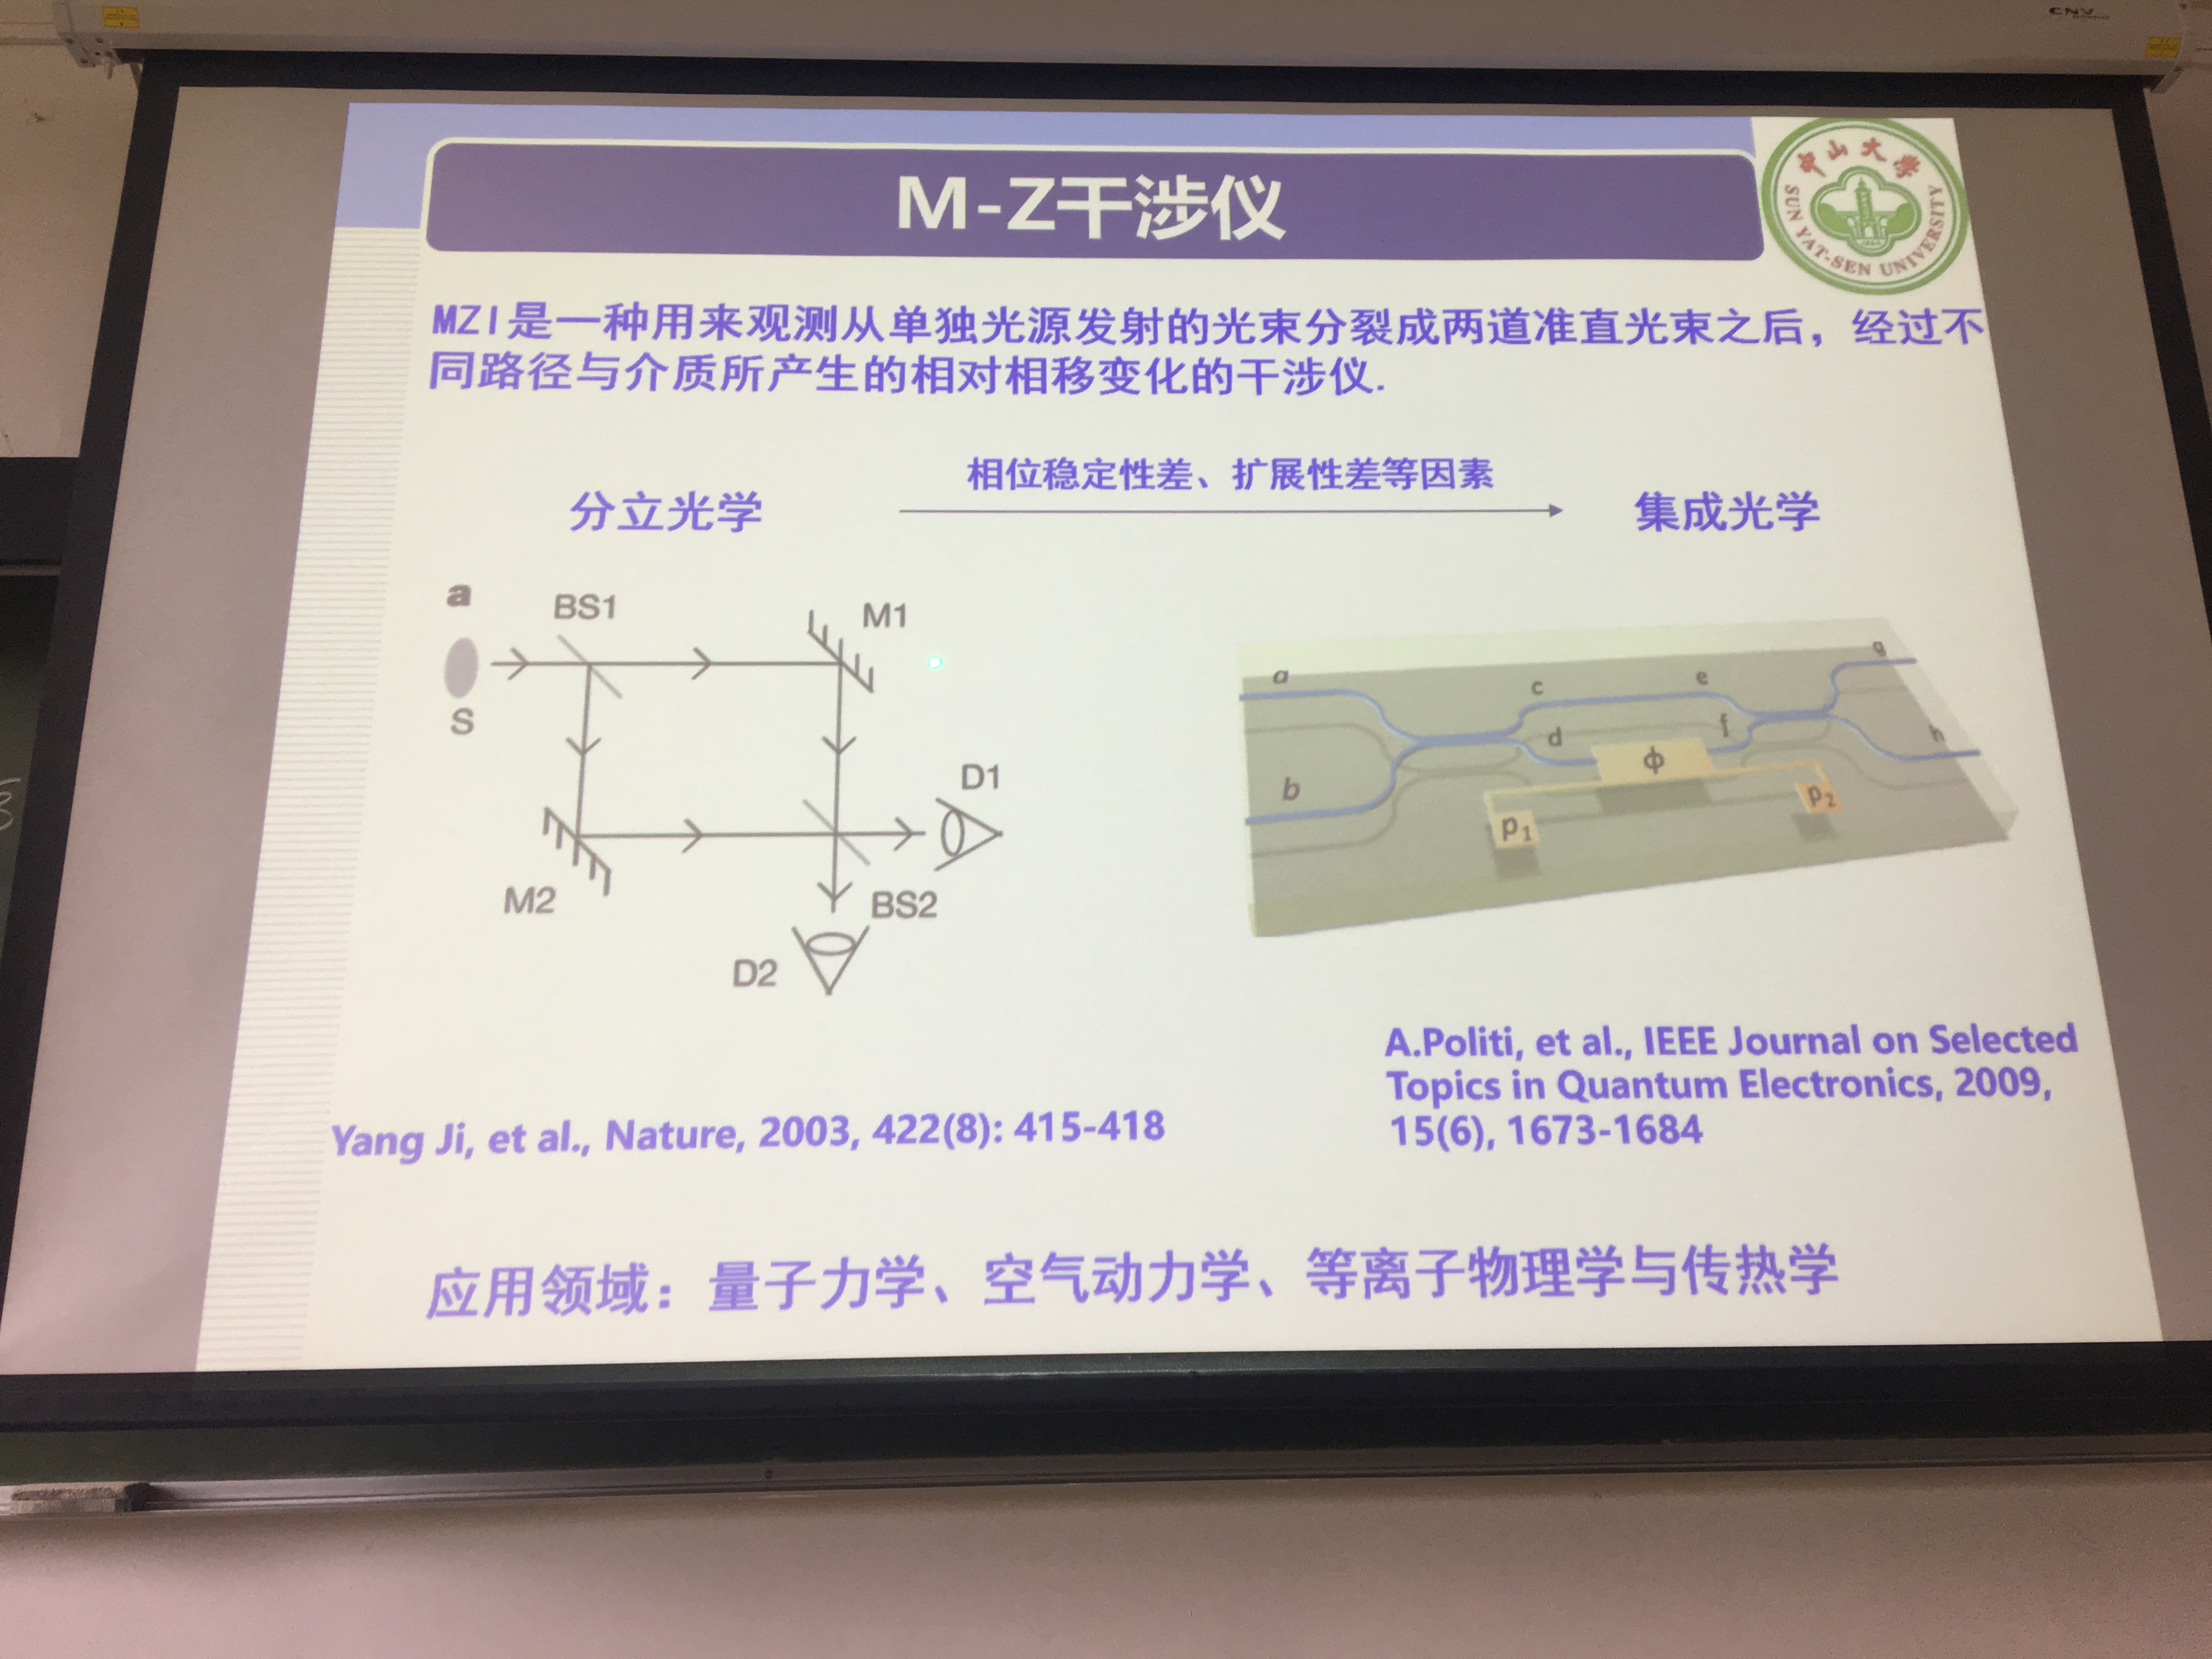 CNV
M-Z干涉仪
中山大学
SUN YAT-SEN UNIVERSITY
MZI是一种用来观测从单独光源发射的光束分裂成两道准直光束之后，经过不
同路径与介质所产生的相对相移变化的干涉仪.
相位稳定性差、扩展性差等因素
分立光学
集成光学
a
BS1
M1
S
D1
M2
BS2
D2
a
b
c
d
e
f
g
h
Φ
p1
p2
A.Politi, et al., IEEE Journal on Selected
Topics in Quantum Electronics, 2009,
15(6), 1673-1684
Yang Ji, et al., Nature, 2003, 422(8): 415-418
应用领域：量子力学、空气动力学、等离子物理学与传热学